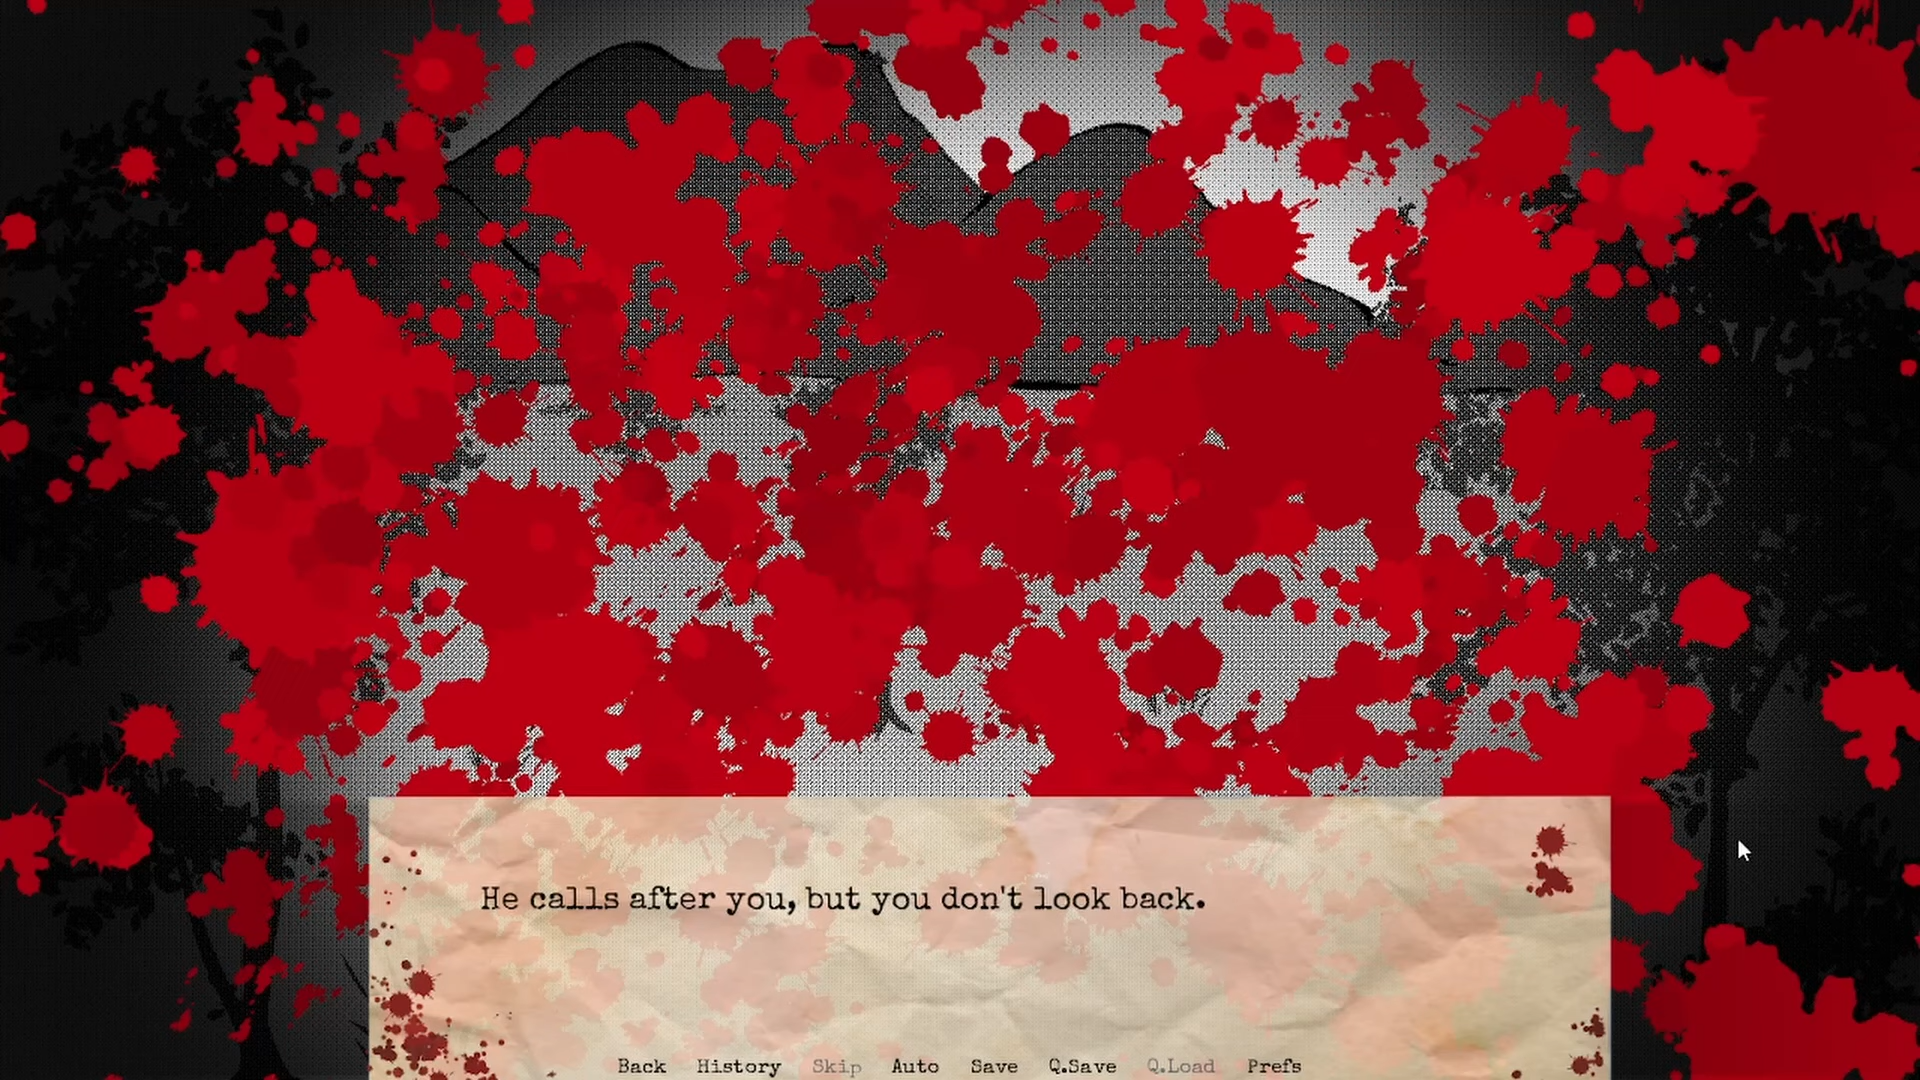 He calls after you, but you don't look back.
Back History Skip Auto Save Q.Save Q.Load Prefs